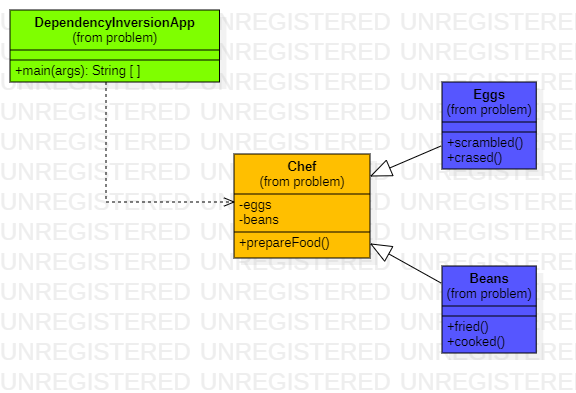 DependencyInversionApp
(from problem)
+main(args): String [ ]
Eggs
(from problem)
+scrambled()
+crased()
Chef
(from problem)
-eggs
-beans
+prepareFood()
Beans
(from problem)
+fried()
+cooked()
UNREGISTERED UNREGISTERED UNREGISTERED